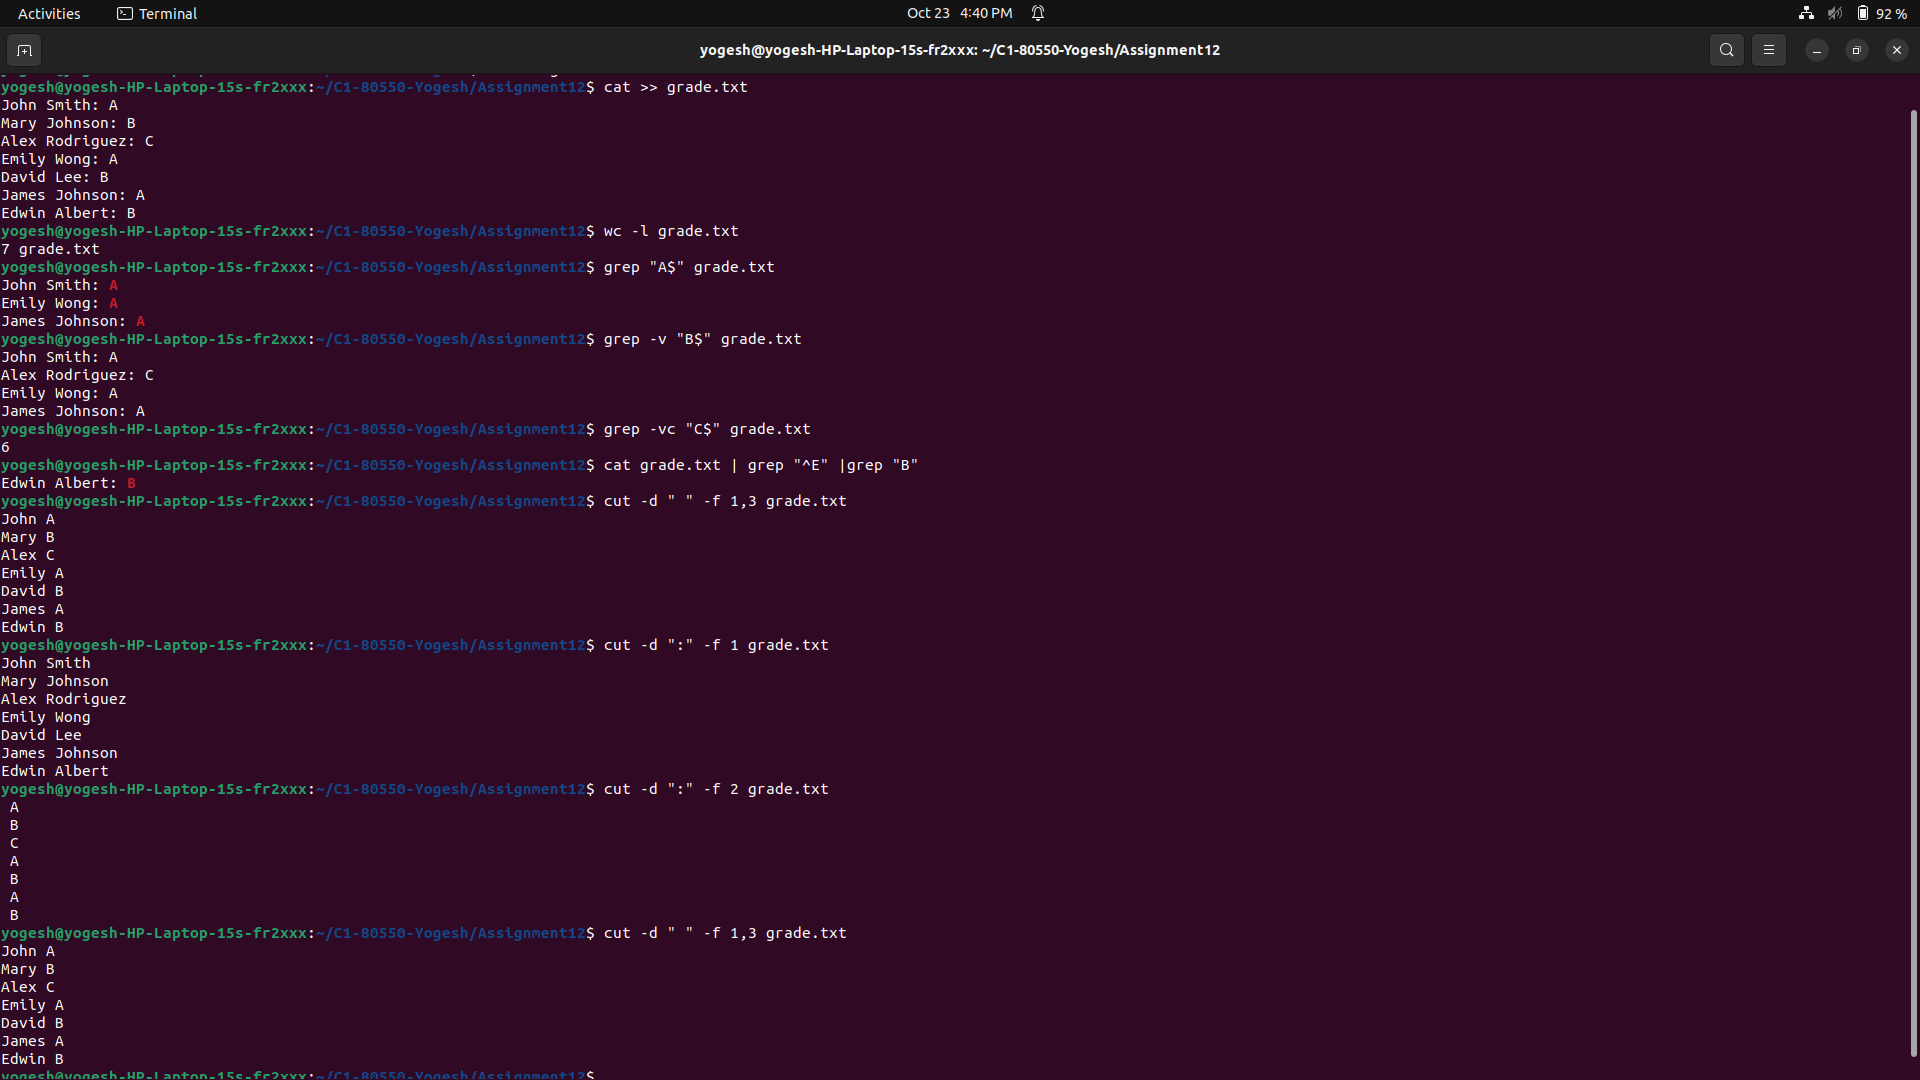 Activities Terminal Oct 23 4:40 PM 92 %
yogesh@yogesh-HP-Laptop-15s-fr2xxx: ~/C1-80550-Yogesh/Assignment12
yogesh@yogesh-HP-Laptop-15s-fr2xxx:~/C1-80550-Yogesh/Assignment12$ cat >> grade.txt
John Smith: A
Mary Johnson: B
Alex Rodriguez: C
Emily Wong: A
David Lee: B
James Johnson: A
Edwin Albert: B
yogesh@yogesh-HP-Laptop-15s-fr2xxx:~/C1-80550-Yogesh/Assignment12$ wc -l grade.txt
7 grade.txt
yogesh@yogesh-HP-Laptop-15s-fr2xxx:~/C1-80550-Yogesh/Assignment12$ grep "A$" grade.txt
John Smith: A
Emily Wong: A
James Johnson: A
yogesh@yogesh-HP-Laptop-15s-fr2xxx:~/C1-80550-Yogesh/Assignment12$ grep -v "B$" grade.txt
John Smith: A
Alex Rodriguez: C
Emily Wong: A
James Johnson: A
yogesh@yogesh-HP-Laptop-15s-fr2xxx:~/C1-80550-Yogesh/Assignment12$ grep -vc "C$" grade.txt
6
yogesh@yogesh-HP-Laptop-15s-fr2xxx:~/C1-80550-Yogesh/Assignment12$ cat grade.txt | grep "^E" |grep "B"
Edwin Albert: B
yogesh@yogesh-HP-Laptop-15s-fr2xxx:~/C1-80550-Yogesh/Assignment12$ cut -d " " -f 1,3 grade.txt
John A
Mary B
Alex C
Emily A
David B
James A
Edwin B
yogesh@yogesh-HP-Laptop-15s-fr2xxx:~/C1-80550-Yogesh/Assignment12$ cut -d ":" -f 1 grade.txt
John Smith
Mary Johnson
Alex Rodriguez
Emily Wong
David Lee
James Johnson
Edwin Albert
yogesh@yogesh-HP-Laptop-15s-fr2xxx:~/C1-80550-Yogesh/Assignment12$ cut -d ":" -f 2 grade.txt
 A
 B
 C
 A
 B
 A
 B
yogesh@yogesh-HP-Laptop-15s-fr2xxx:~/C1-80550-Yogesh/Assignment12$ cut -d " " -f 1,3 grade.txt
John A
Mary B
Alex C
Emily A
David B
James A
Edwin B
yogesh@yogesh-HP-Laptop-15s-fr2xxx:~/C1-80550-Yogesh/Assignment12$